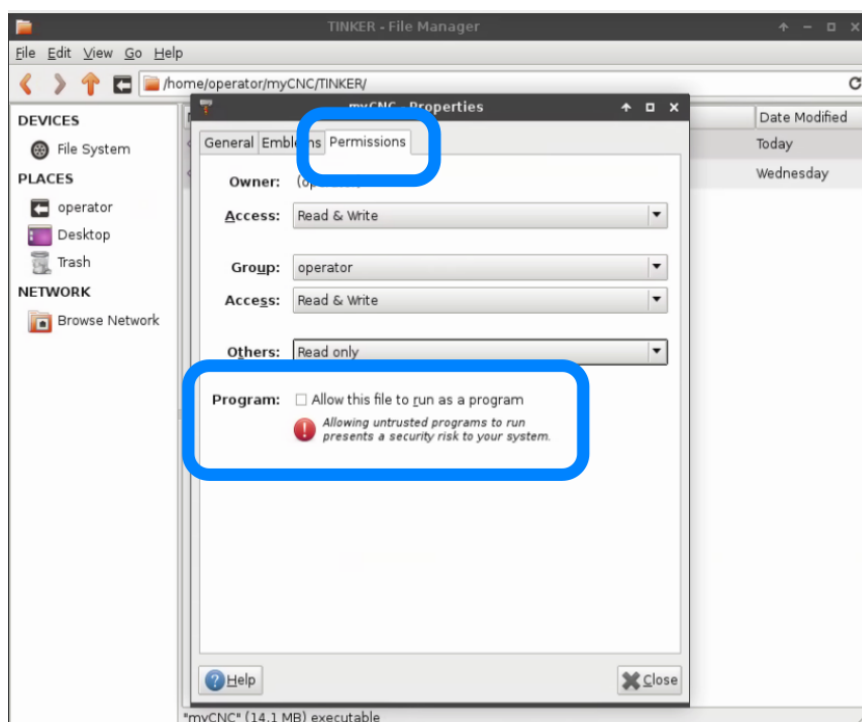 TINKER - File Manager
File Edit View Go Help
/home/operator/myCNC/TINKER/
myCNC - Properties
DEVICES
File System
PLACES
operator
Desktop
Trash
NETWORK
Browse Network
Date Modified
Today
Wednesday
General Emblems Permissions
Owner:
Access: Read & Write
Group: operator
Access: Read & Write
Others: Read only
Program: Allow this file to run as a program
Allowing untrusted programs to run
presents a security risk to your system.
Help Close
"myCNC" (14.1 MB) executable